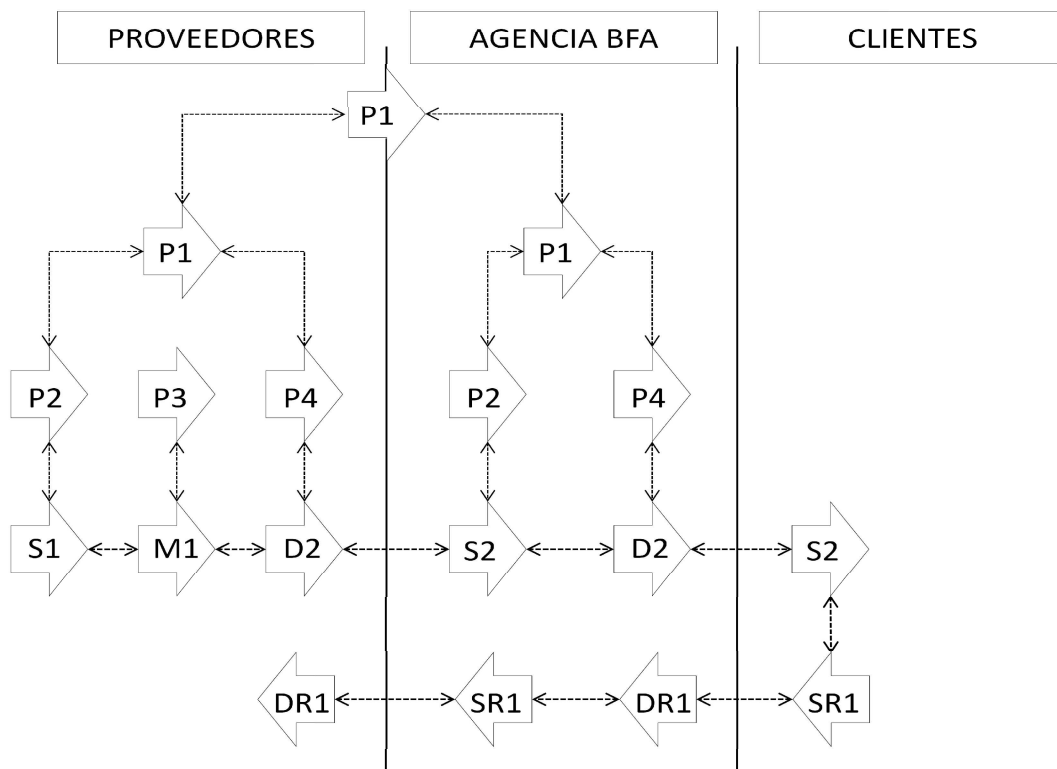 PROVEEDORES AGENCIA BFA CLIENTES
P1
P1 P1
P2 P3 P4 P2 P4
S1 M1 D2 S2 D2 S2
DR1 SR1 DR1 SR1